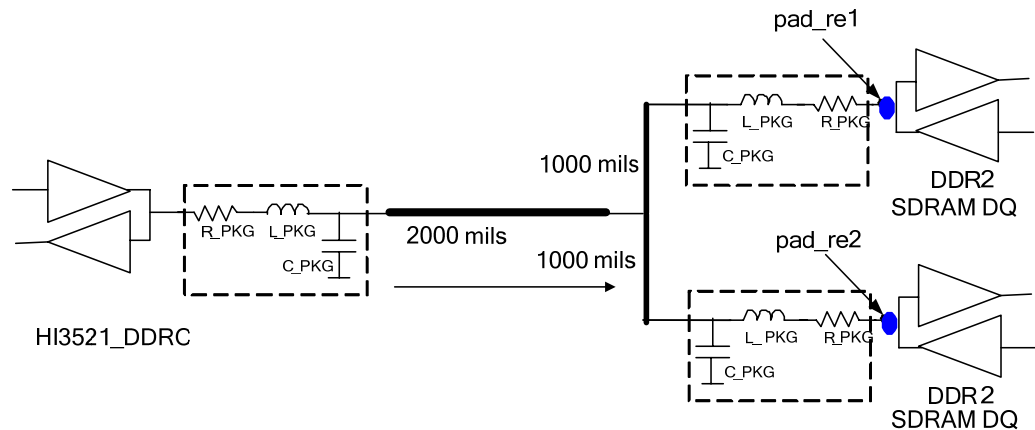 pad_re1
L_PKG
R_PKG
C_PKG
1000 mils
DDR2
SDRAM DQ
R_PKG
L_PKG
C_PKG
2000 mils
1000 mils
HI3521_DDRC
pad_re2
L_PKG
R_PKG
C_PKG
DDR2
SDRAM DQ